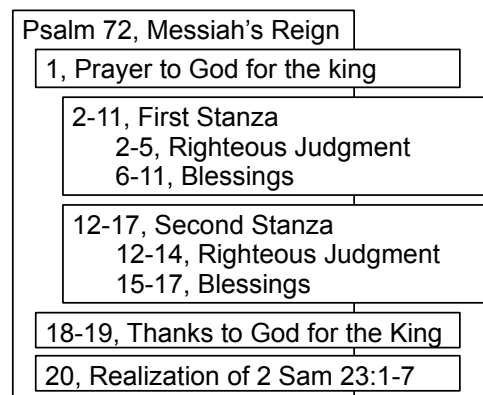 Psalm 72, Messiah's Reign
1, Prayer to God for the king
2-11, First Stanza
2-5, Righteous Judgment
6-11, Blessings
12-17, Second Stanza
12-14, Righteous Judgment
15-17, Blessings
18-19, Thanks to God for the King
20, Realization of 2 Sam 23:1-7